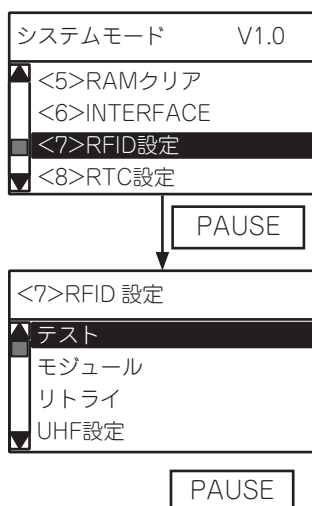 システムモード V1.0
<5>RAMクリア
<6>INTERFACE
<7>RFID設定
<8>RTC設定
PAUSE
<7>RFID 設定
テスト
モジュール
リトライ
UHF設定
PAUSE